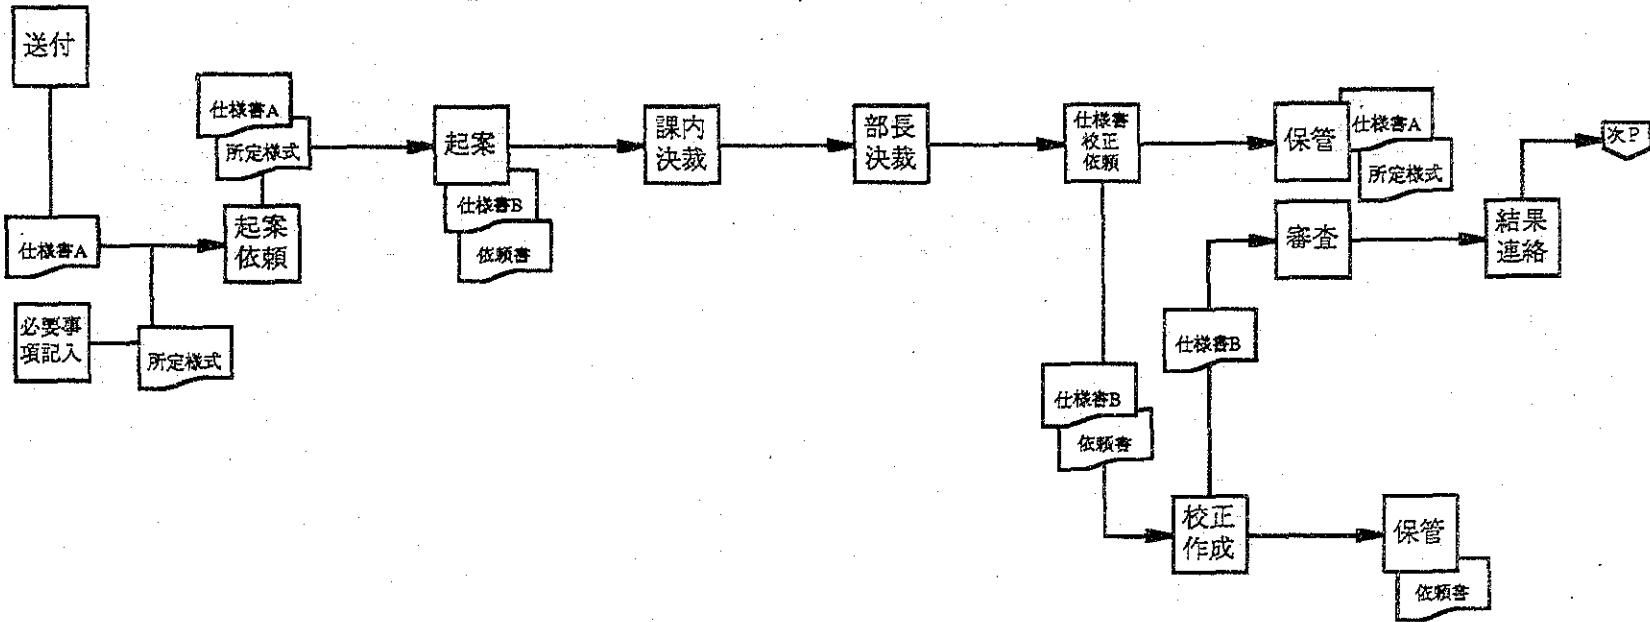 送付
仕様書A
所定様式
起案
課内
決裁
部長
決裁
仕様書
校正
依頼
保管
仕様書A
所定様式
次P
仕様書B
依頼書
仕様書A
起案
依頼
審査
結果
連絡
必要事
項記入
所定様式
仕様書B
仕様書B
依頼書
校正
作成
保管
依頼書